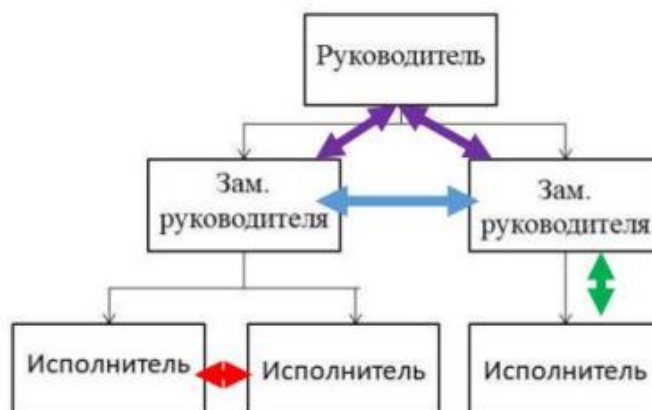 Руководитель
Зам.
руководителя
Зам.
руководителя
Исполнитель
Исполнитель
Исполнитель